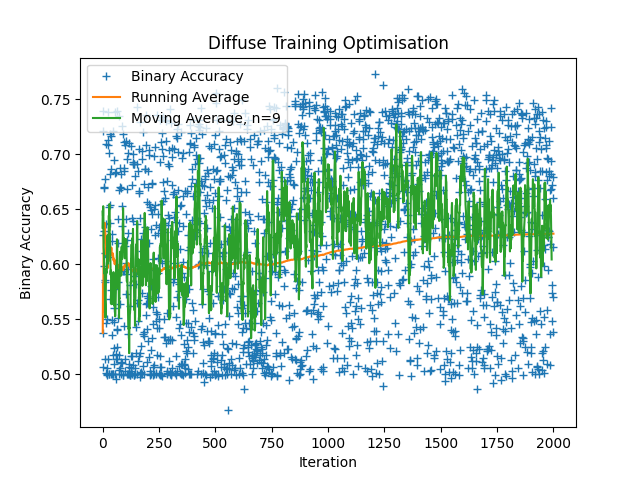 Diffuse Training Optimisation
Binary Accuracy
Running Average
Moving Average, n=9
0.75
0.70
0.65
0.60
0.55
0.50
Binary Accuracy
0
250
500
750
1000
1250
1500
1750
2000
Iteration